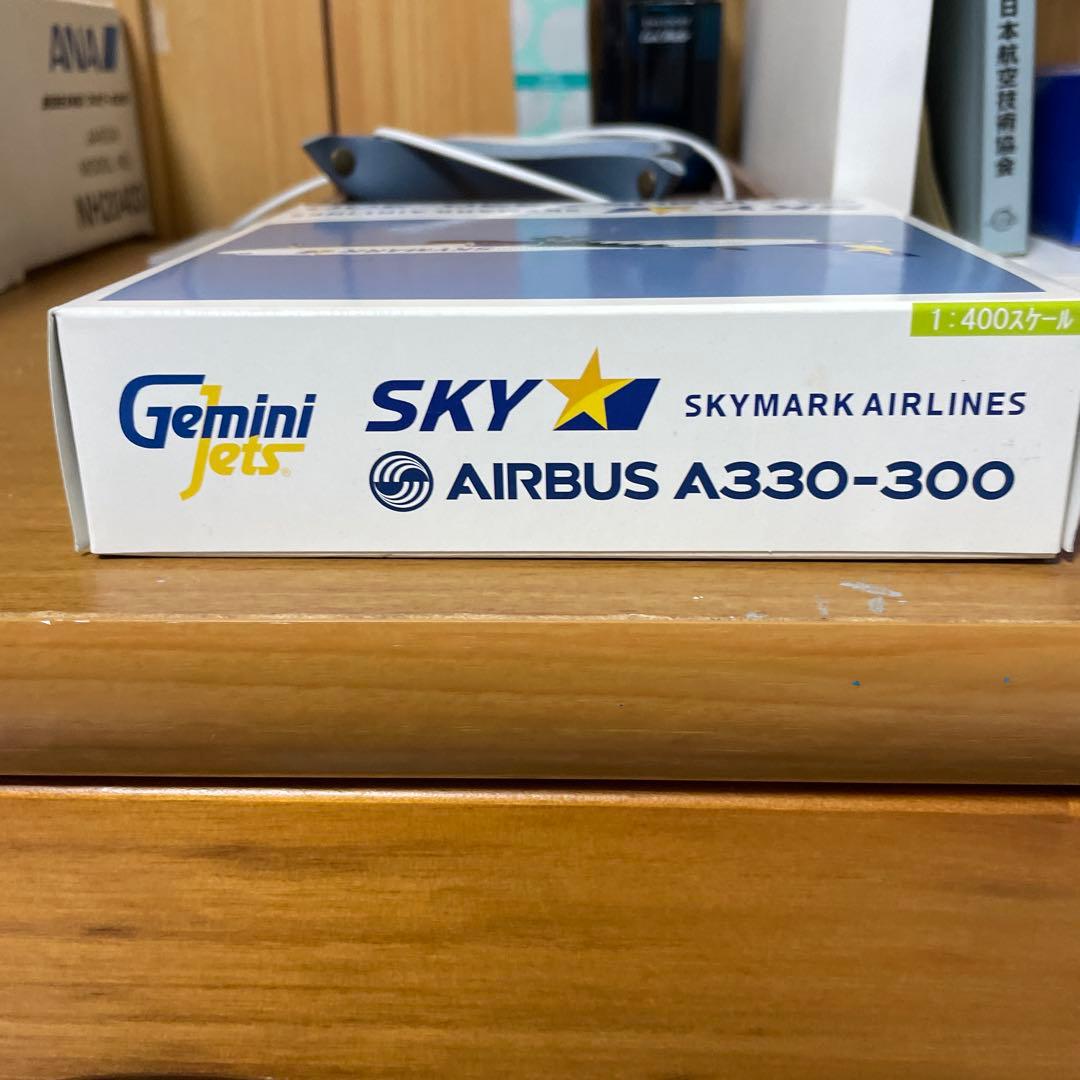 ANA
日本航空技術協会
1:400スケール
Gemini
Jets
SKY
SKYMARK AIRLINES
AIRBUS A330-300